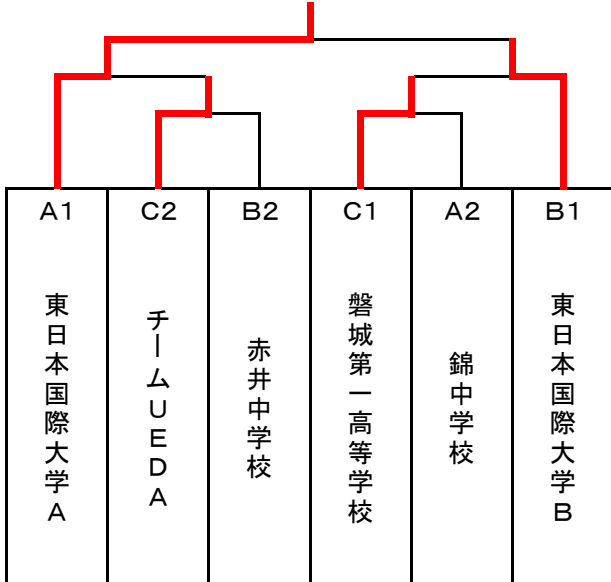 A1
C2
B2
C1
A2
B1
東日本国際大学A
チームUEDA
赤井中学校
磐城第一高等学校
錦中学校
東日本国際大学B